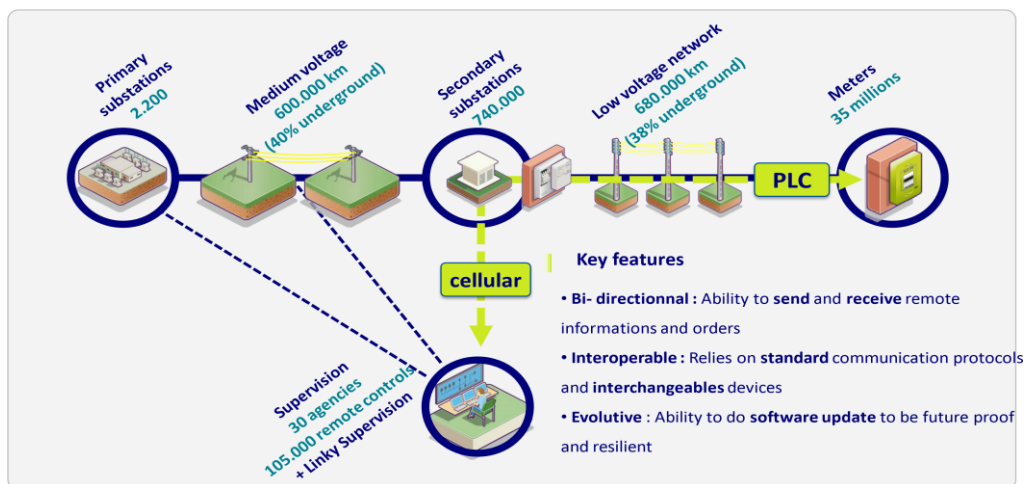 Primary
substations
2.200
Medium voltage
600.000 km
(40% underground)
Secondary
substations
740.000
Low voltage network
680.000 km
(38% underground)
Meters
35 millions
PLC
cellular
Supervision
30 agencies
105.000 remote controls
+ Linky Supervision
Key features
• Bi- directionnal : Ability to send and receive remote
informations and orders
• Interoperable : Relies on standard communication protocols
and interchangeables devices
• Evolutive : Ability to do software update to be future proof
and resilient